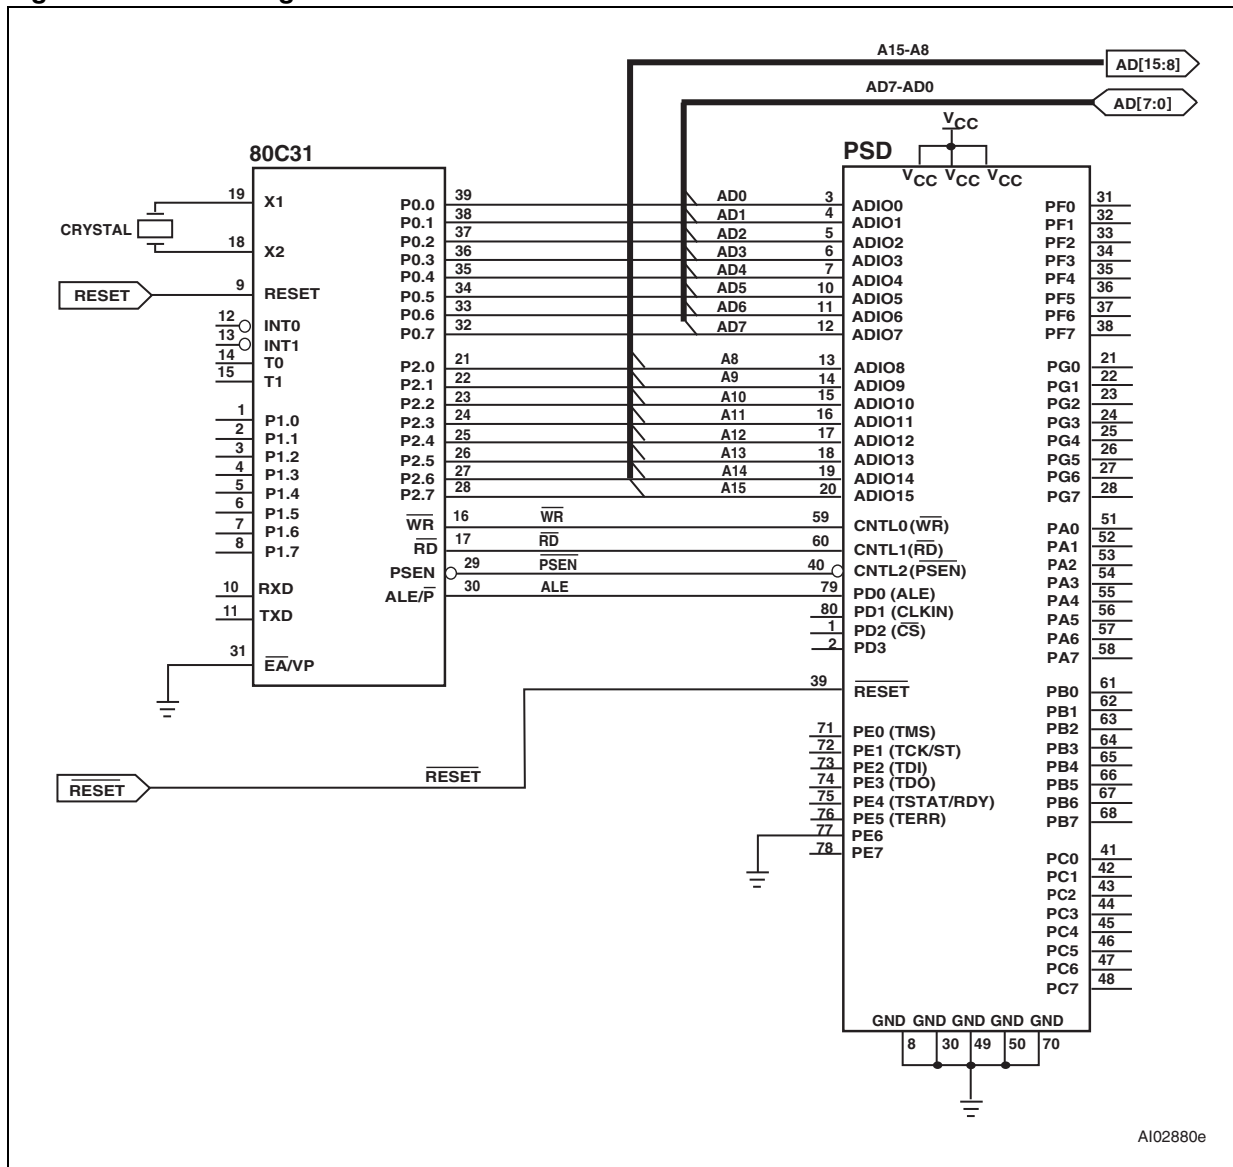 A15-A8
AD[15:8]
AD7-AD0
AD[7:0]
VCC
80C31
PSD
VCC VCC VCC
CRYSTAL
19 X1
18 X2
RESET
9 RESET
12 INT0
13 INT1
14 T0
15 T1
1 P1.0
2 P1.1
3 P1.2
4 P1.3
5 P1.4
6 P1.5
7 P1.6
8 P1.7
10 RXD
11 TXD
31 E̅A̅/VP
P0.0 39 AD0 3 ADIO0
P0.1 38 AD1 4 ADIO1
P0.2 37 AD2 5 ADIO2
P0.3 36 AD3 6 ADIO3
P0.4 35 AD4 7 ADIO4
P0.5 34 AD5 10 ADIO5
P0.6 33 AD6 11 ADIO6
P0.7 32 AD7 12 ADIO7
P2.0 21 A8 13 ADIO8
P2.1 22 A9 14 ADIO9
P2.2 23 A10 15 ADIO10
P2.3 24 A11 16 ADIO11
P2.4 25 A12 17 ADIO12
P2.5 26 A13 18 ADIO13
P2.6 27 A14 19 ADIO14
P2.7 28 A15 20 ADIO15
W̅R̅ 16 W̅R̅ 59 CNTL0(W̅R̅)
R̅D̅ 17 R̅D̅ 60 CNTL1(R̅D̅)
PSEN 29 P̅S̅E̅N̅ 40 CNTL2(P̅S̅E̅N̅)
ALE/P̅ 30 ALE 79 PD0 (ALE)
80 PD1 (CLKIN)
1 PD2 (C̅S̅)
2 PD3
39 R̅E̅S̅E̅T̅
R̅E̅S̅E̅T̅
R̅E̅S̅E̅T̅
71 PE0 (TMS)
72 PE1 (TCK/ST)
73 PE2 (TDI)
74 PE3 (TDO)
75 PE4 (TSTAT/RDY)
76 PE5 (TERR)
77 PE6
78 PE7
PF0 31
PF1 32
PF2 33
PF3 34
PF4 35
PF5 36
PF6 37
PF7 38
PG0 21
PG1 22
PG2 23
PG3 24
PG4 25
PG5 26
PG6 27
PG7 28
PA0 51
PA1 52
PA2 53
PA3 54
PA4 55
PA5 56
PA6 57
PA7 58
PB0 61
PB1 62
PB2 63
PB3 64
PB4 65
PB5 66
PB6 67
PB7 68
PC0 41
PC1 42
PC2 43
PC3 44
PC4 45
PC5 46
PC6 47
PC7 48
GND GND GND GND GND
8 30 49 50 70
AI02880e